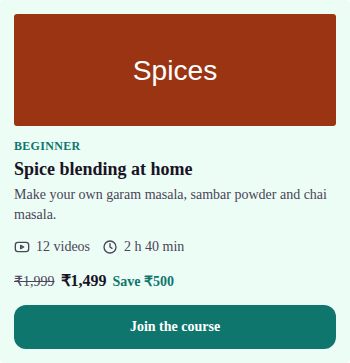 Spices
BEGINNER
Spice blending at home
Make your own garam masala, sambar powder and chai
masala.
12 videos 2 h 40 min
₹1,999 ₹1,499 Save ₹500
Join the course